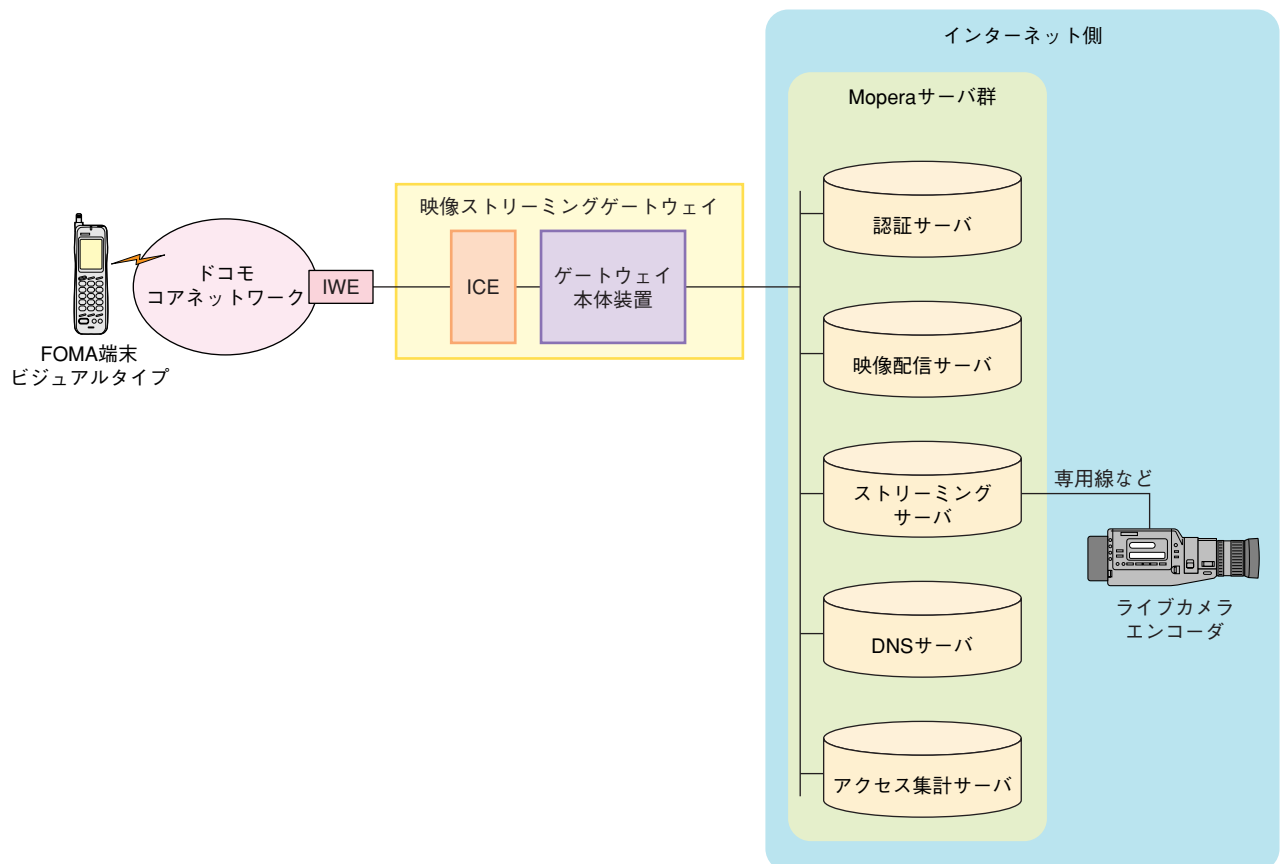 インターネット側
Moperaサーバ群
認証サーバ
映像配信サーバ
ストリーミング
サーバ
DNSサーバ
アクセス集計サーバ
専用線など
ライブカメラ
エンコーダ
映像ストリーミングゲートウェイ
ICE
ゲートウェイ
本体装置
IWE
ドコモ
コアネットワーク
FOMA端末
ビジュアルタイプ